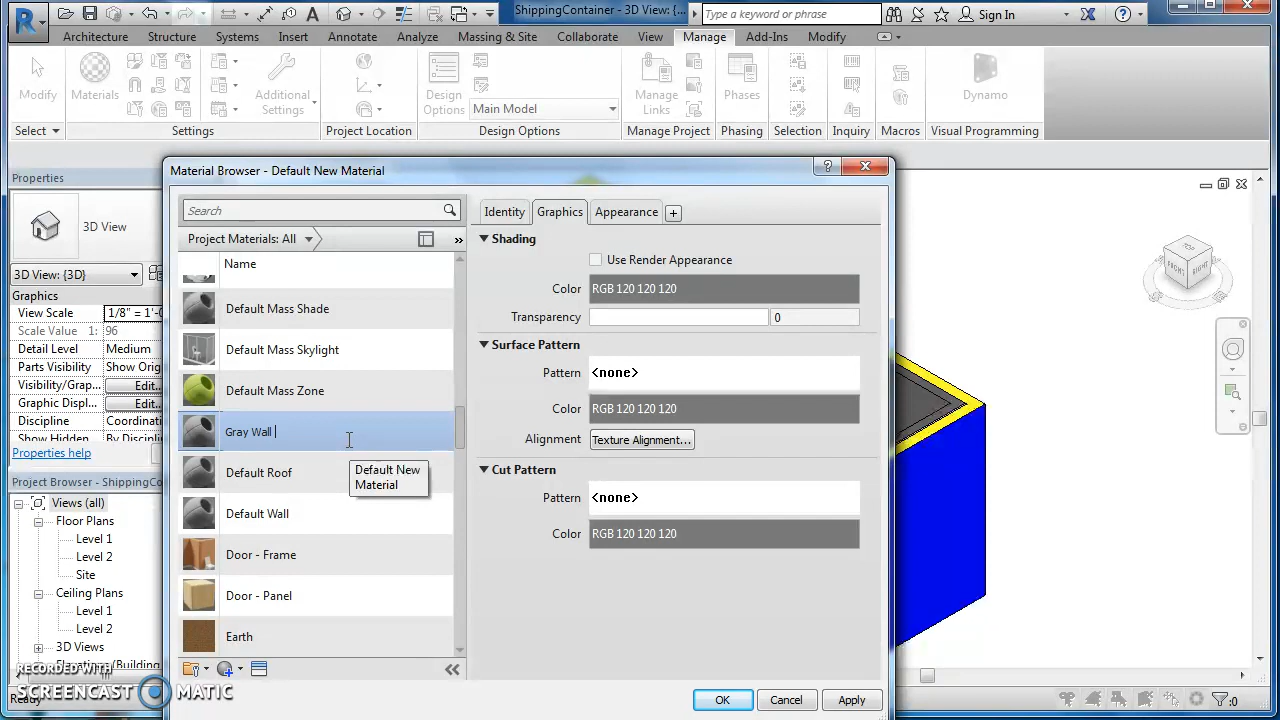 ShippingContainer - 3D View: {...
Type a keyword or phrase
Sign In
Architecture Structure Systems Insert Annotate Analyze Massing & Site Collaborate View Manage Add-Ins Modify
Modify
Materials
Additional
Settings
Design
Options
Main Model
Manage
Links
Phases
Dynamo
Select
Settings
Project Location
Design Options
Manage Project
Phasing
Selection
Inquiry
Macros
Visual Programming
Properties
3D View
3D View: {3D}
Graphics
View Scale 1/8" = 1'-0
Scale Value 1: 96
Detail Level Medium
Parts Visibility Show Orig
Visibility/Grap... Edit..
Graphic Displ... Edit..
Discipline Coordina
Show Hidden By Disciplin
Properties help
Project Browser - ShippingCo
Views (all)
Floor Plans
Level 1
Level 2
Site
Ceiling Plans
Level 1
Level 2
3D Views
Elevations (Building
Ready
RECORDED WITH
SCREENCAST MATIC
Material Browser - Default New Material
Search
Project Materials: All
Name
Default Mass Shade
Default Mass Skylight
Default Mass Zone
Gray Wall
Default Roof
Default Wall
Door - Frame
Door - Panel
Earth
Default New
Material
Identity Graphics Appearance
Shading
Use Render Appearance
Color RGB 120 120 120
Transparency 0
Surface Pattern
Pattern <none>
Color RGB 120 120 120
Alignment Texture Alignment...
Cut Pattern
Pattern <none>
Color RGB 120 120 120
OK Cancel Apply
TOP
FRONT
RIGHT
:0